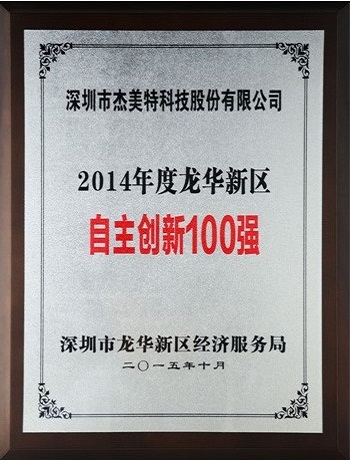 深圳市杰美特科技股份有限公司
2014年度龙华新区
自主创新100强
深圳市龙华新区经济服务局
二〇一五年十月